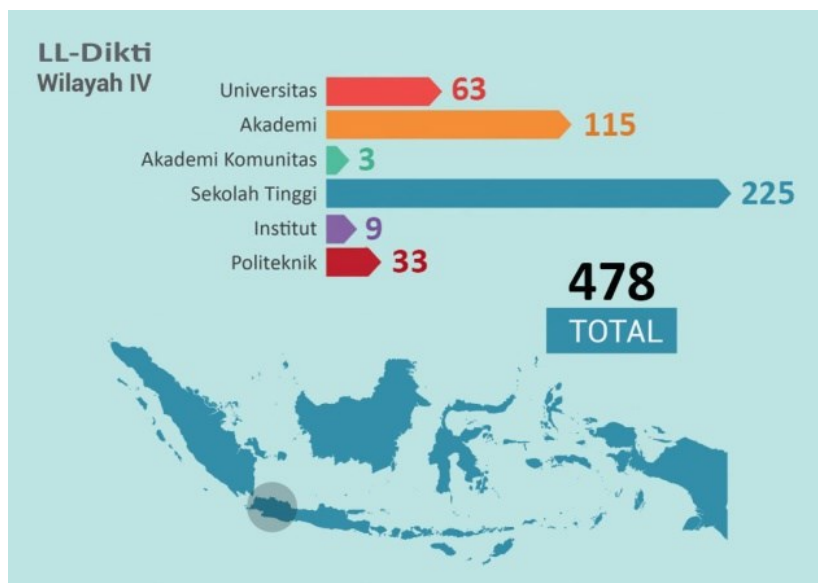 LL-Dikti
Wilayah IV
Universitas 63
Akademi 115
Akademi Komunitas 3
Sekolah Tinggi 225
Institut 9
Politeknik 33
478
TOTAL